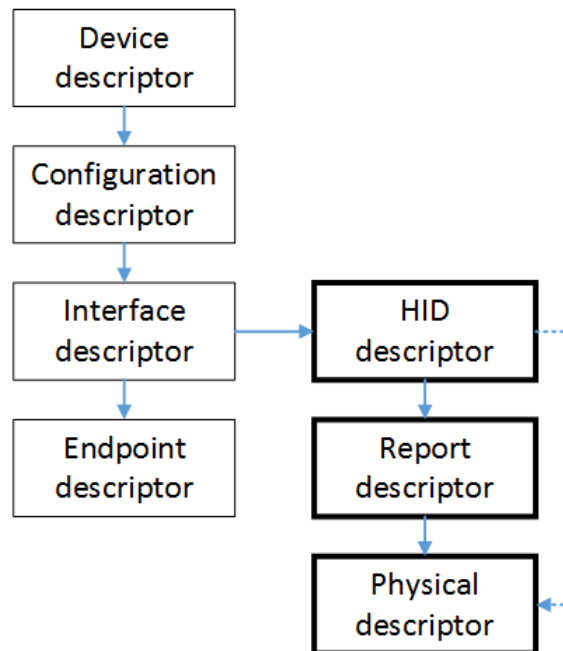 Device
descriptor
Configuration
descriptor
Interface
descriptor
HID
descriptor
Endpoint
descriptor
Report
descriptor
Physical
descriptor